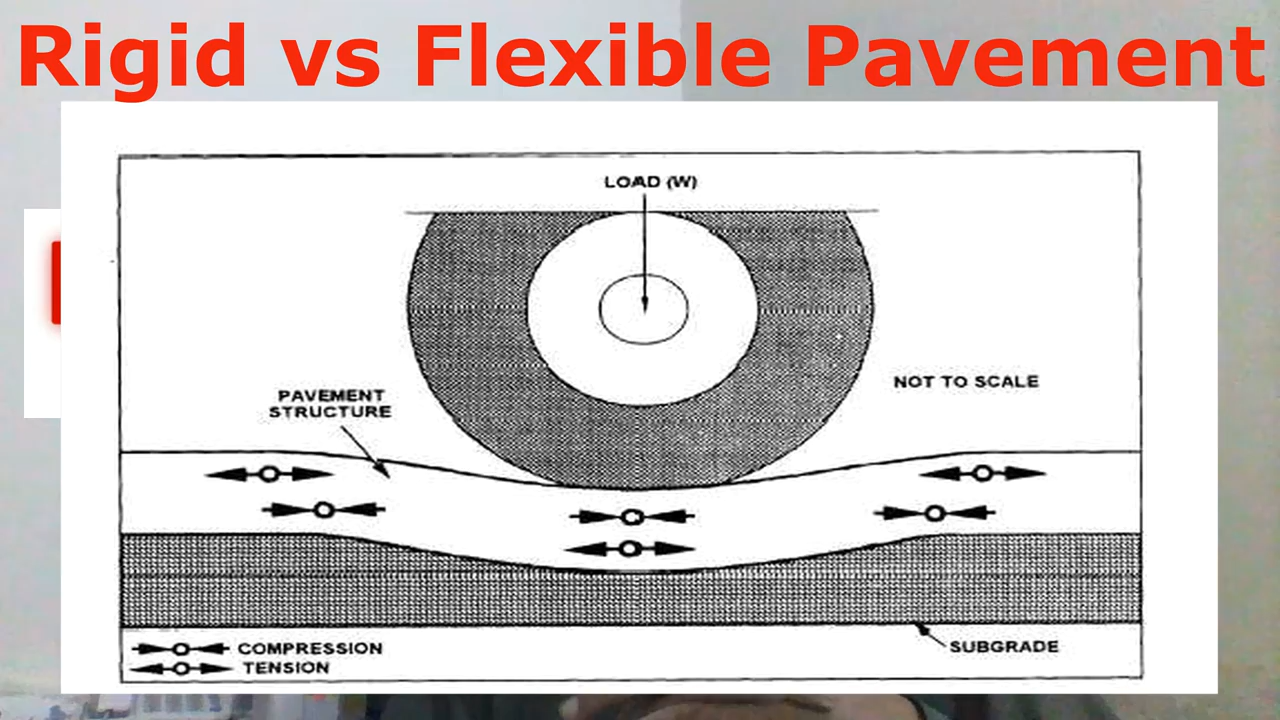 Rigid vs Flexible Pavement
LOAD (W)
NOT TO SCALE
PAVEMENT
STRUCTURE
COMPRESSION
TENSION
SUBGRADE